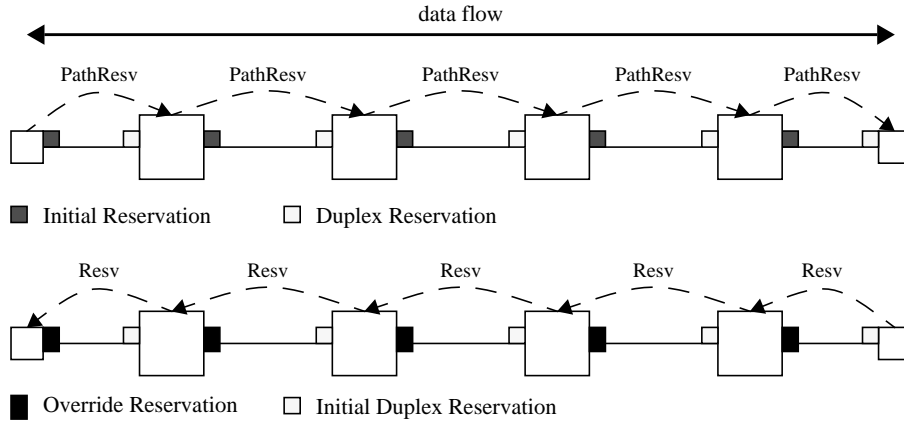 data flow
PathResv PathResv PathResv PathResv PathResv
Initial Reservation Duplex Reservation
Resv Resv Resv Resv Resv
Override Reservation Initial Duplex Reservation